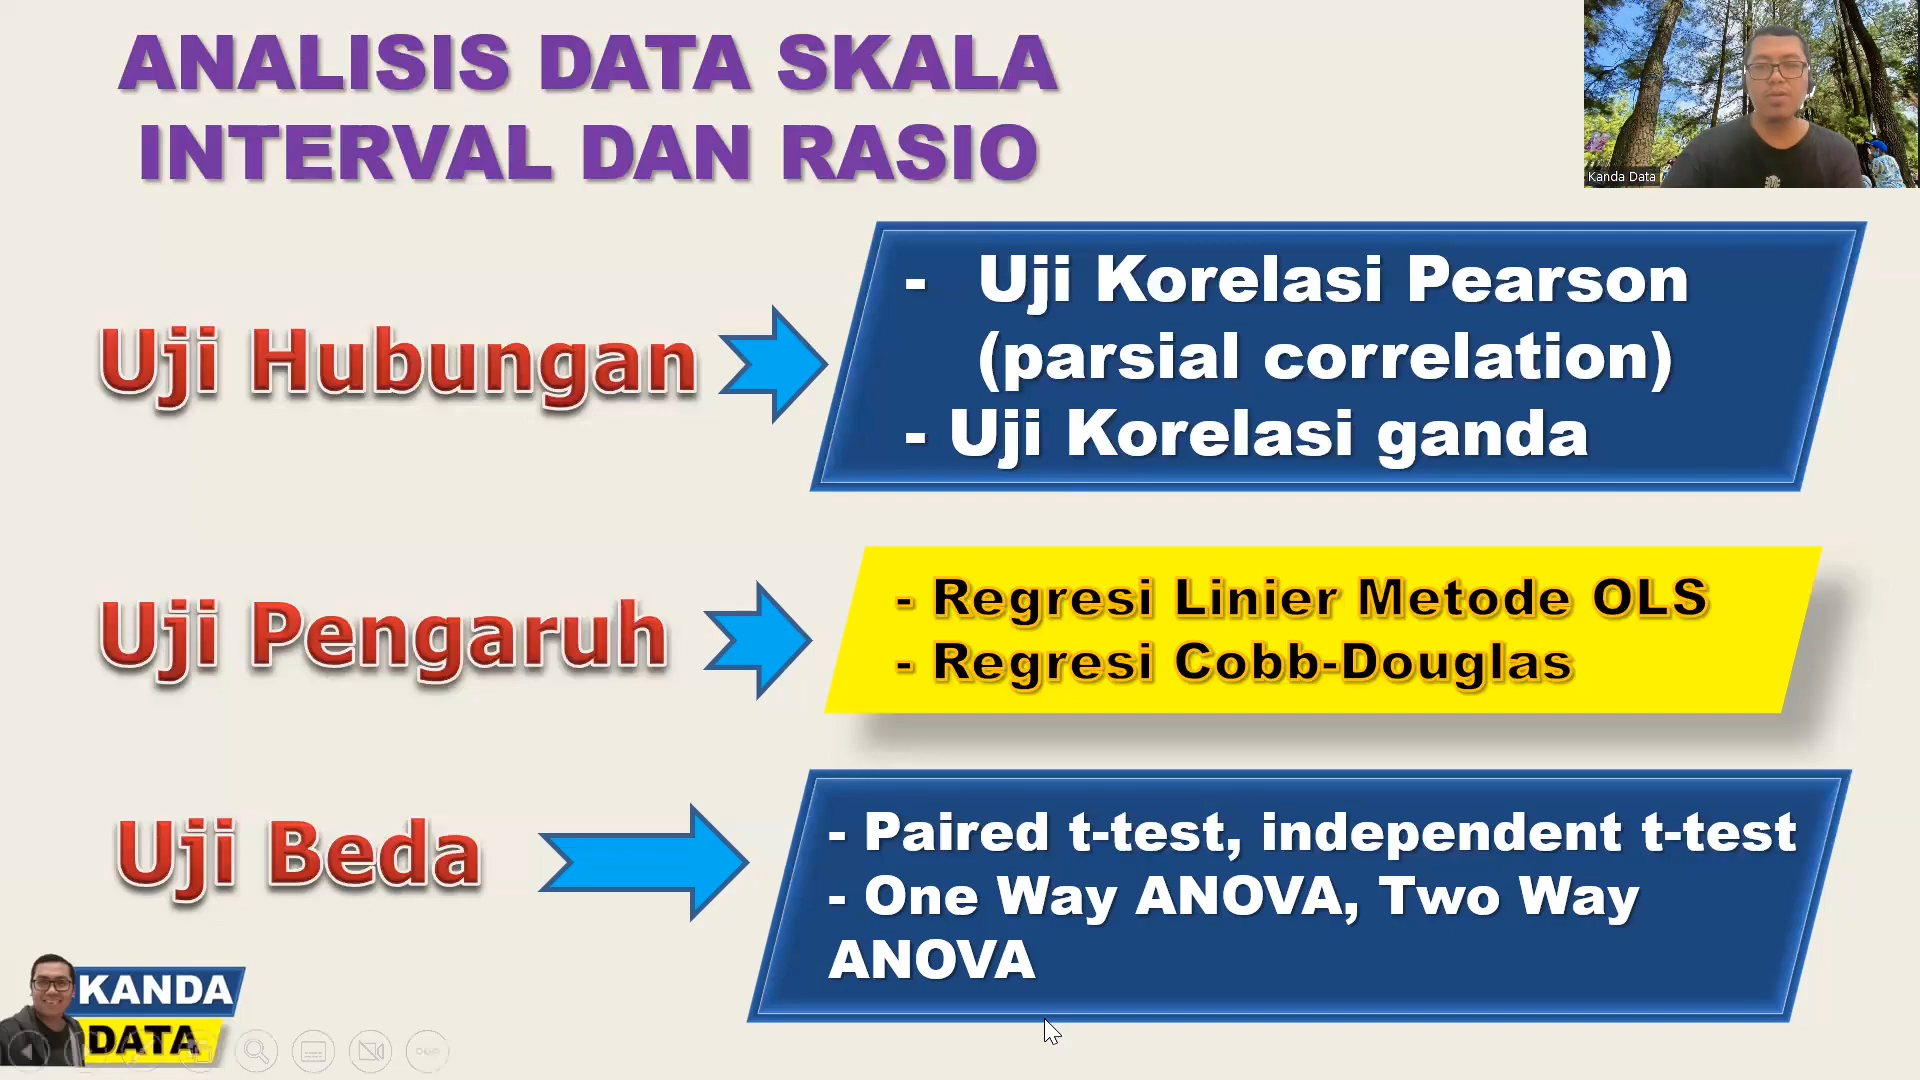 ANALISIS DATA SKALA
INTERVAL DAN RASIO
Kanda Data
Uji Hubungan
- Uji Korelasi Pearson
(parsial correlation)
- Uji Korelasi ganda
Uji Pengaruh
- Regresi Linier Metode OLS
- Regresi Cobb-Douglas
Uji Beda
- Paired t-test, independent t-test
- One Way ANOVA, Two Way
ANOVA
KANDA
DATA